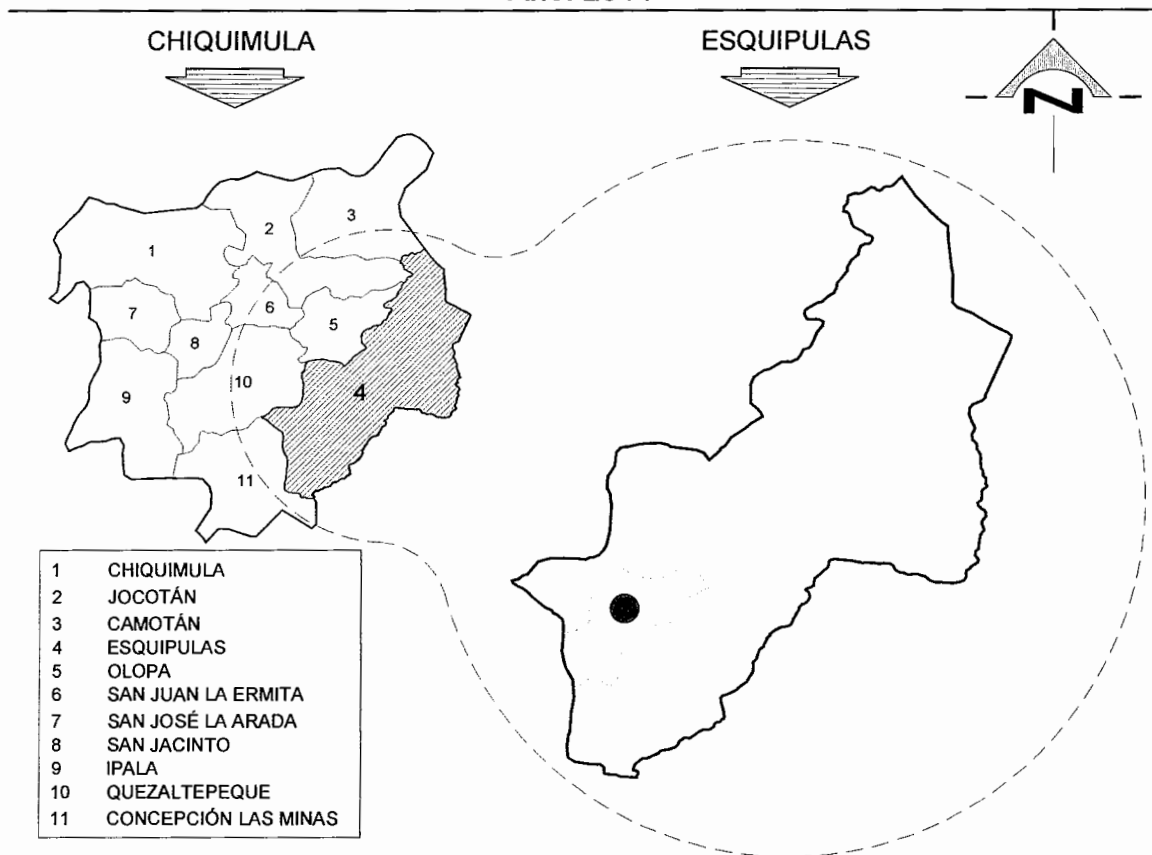 CHIQUIMULA
ESQUIPULAS
N
1
2
3
4
5
6
7
8
9
10
11
1 CHIQUIMULA
2 JOCOTÁN
3 CAMOTÁN
4 ESQUIPULAS
5 OLOPA
6 SAN JUAN LA ERMITA
7 SAN JOSÉ LA ARADA
8 SAN JACINTO
9 IPALA
10 QUEZALTEPEQUE
11 CONCEPCIÓN LAS MINAS